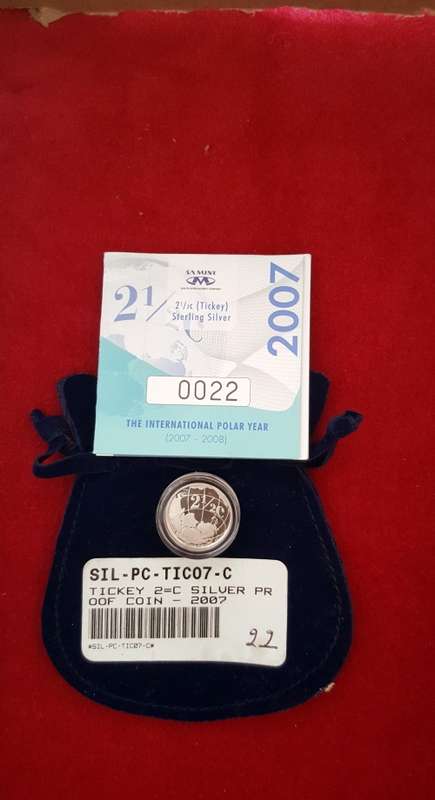 SA MINT
2½C
2½c (Tickey)
Sterling Silver
2007
0022
THE INTERNATIONAL POLAR YEAR
(2007 - 2008)
2½C
SIL-PC-TIC07-C
TICKEY 2=C SILVER PR
OOF COIN - 2007
*SIL-PC-TIC07-C*
22